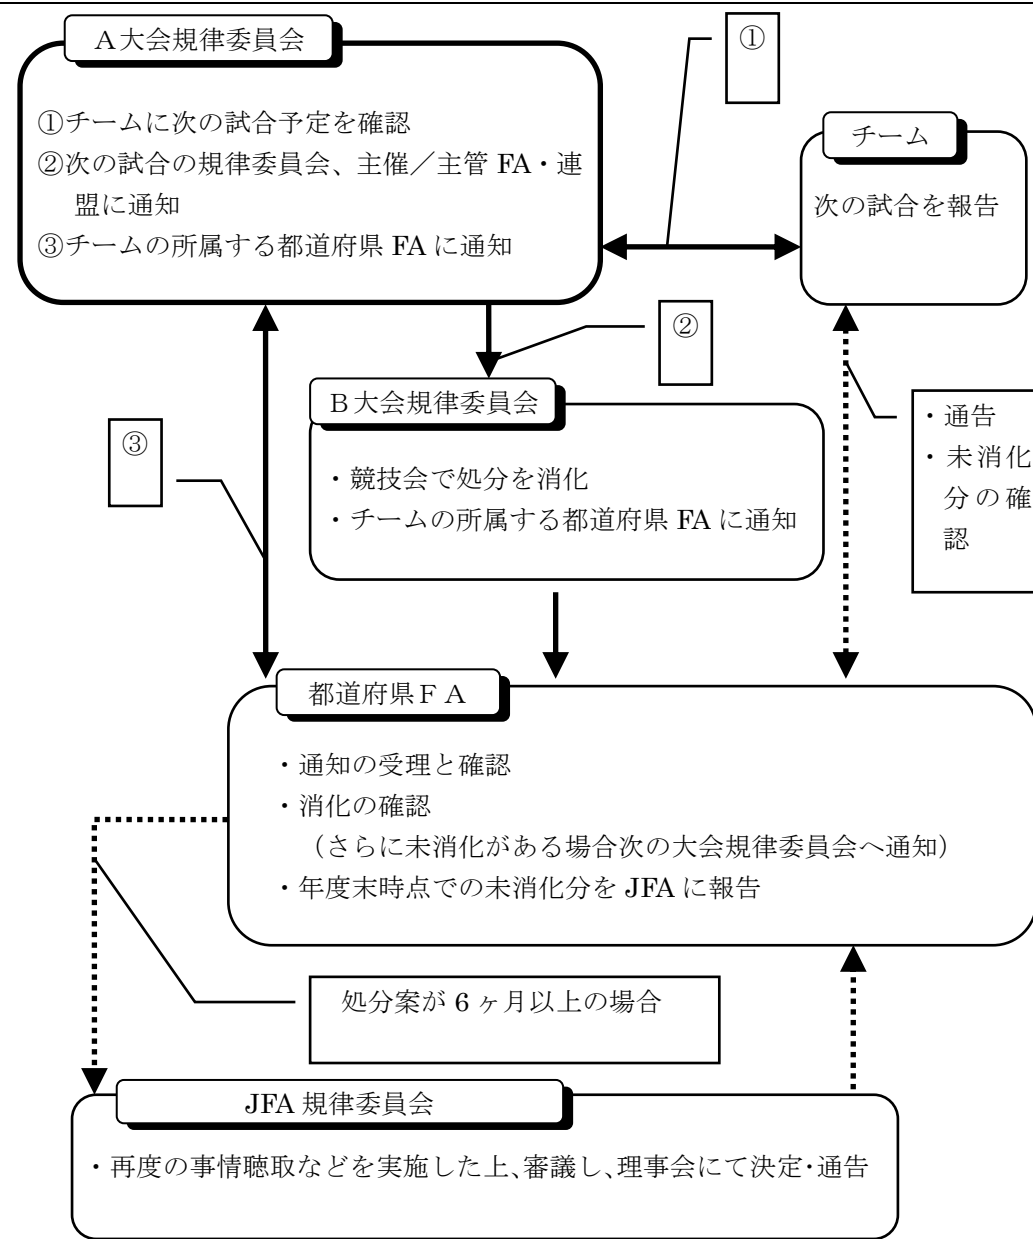 A大会規律委員会
①
①チームに次の試合予定を確認
②次の試合の規律委員会、主催／主管 FA・連
盟に通知
③チームの所属する都道府県 FA に通知
チーム
次の試合を報告
②
B大会規律委員会
・競技会で処分を消化
・チームの所属する都道府県 FA に通知
③
・通告
・未消化
分の確
認
都道府県ＦＡ
・通知の受理と確認
・消化の確認
（さらに未消化がある場合次の大会規律委員会へ通知）
・年度末時点での未消化分を JFA に報告
処分案が 6 ヶ月以上の場合
JFA 規律委員会
・再度の事情聴取などを実施した上、審議し、理事会にて決定・通告